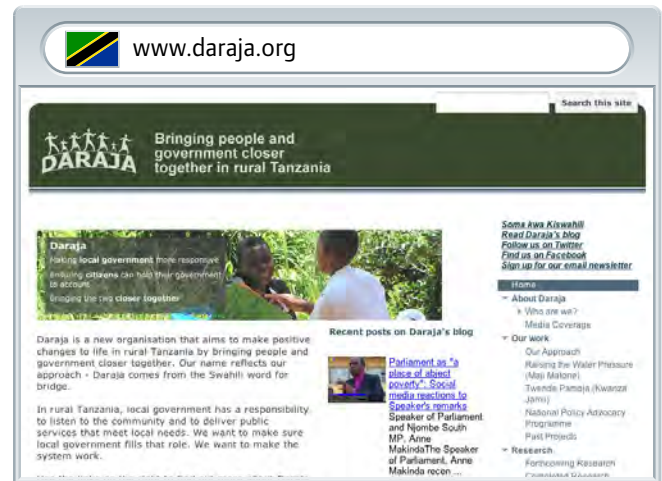 www.daraja.org
Search this site
DARAJA
Bringing people and
government closer
together in rural Tanzania
Soma kwa Kiswahili
Read Daraja's blog
Follow us on Twitter
Find us on Facebook
Sign up for our email newsletter
Daraja
Making local government more responsive
Ensuring citizens can hold their government
to account
Bringing the two closer together
Daraja is a new organisation that aims to make positive
changes to life in rural Tanzania by bringing people and
government closer together. Our name reflects our
approach - Daraja comes from the Swahili word for
bridge.
In rural Tanzania, local government has a responsibility
to listen to the community and to deliver public
services that meet local needs. We want to make sure
local government fills that role. We want to make the
system work.
Recent posts on Daraja's blog
Parliament as "a
place of abject
poverty": Social
media reactions to
Speaker's remarks
Speaker of Parliament
and Njombe South
MP, Anne
MakindaThe Speaker
of Parliament, Anne
Makinda recen ...
Home
About Daraja
Who are we?
Media Coverage
Our work
Our Approach
Raising the Water Pressure
(Maji Matone)
Twende Pamoja (Kwanza
Jamii)
National Policy Advocacy
Programme
Past Projects
Research
Forthcoming Research
Completed Research